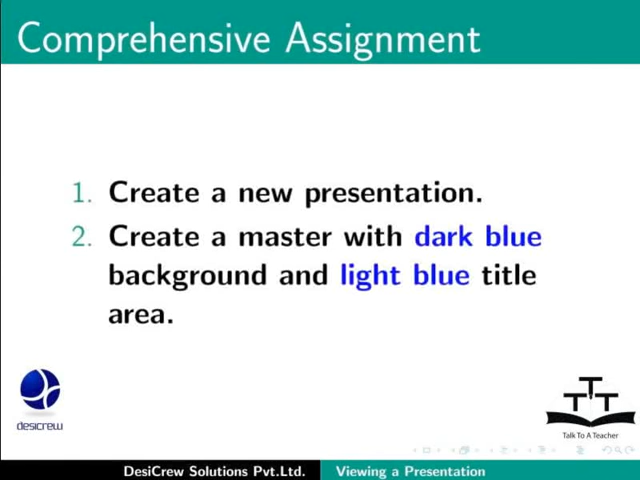 Comprehensive Assignment
1. Create a new presentation.
2. Create a master with dark blue
background and light blue title
area.
desicrew
TTT
Talk To A Teacher
DesiCrew Solutions Pvt.Ltd. Viewing a Presentation